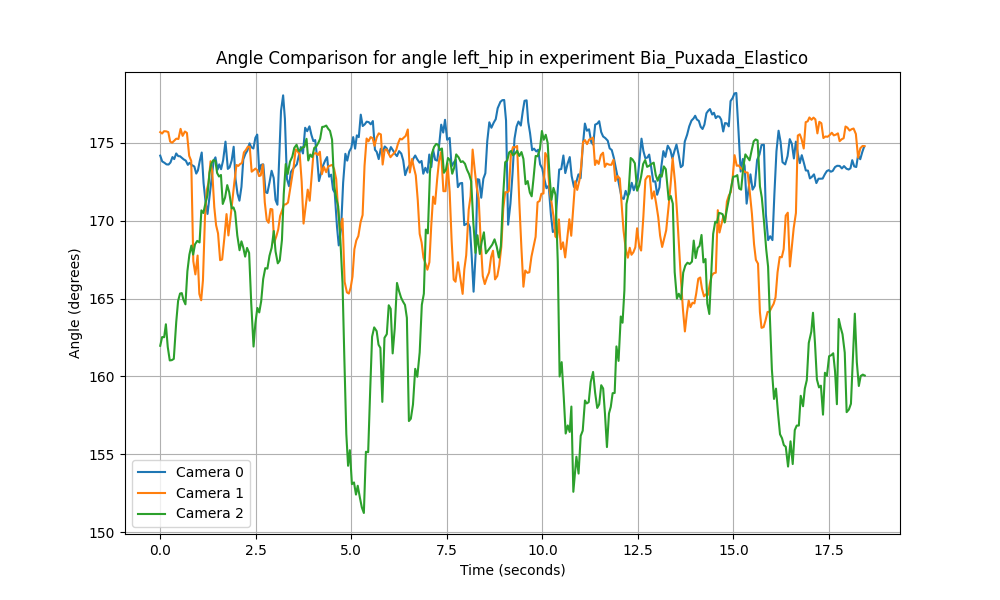 Angle Comparison for angle left_hip in experiment Bia_Puxada_Elastico
Angle (degrees)
175
170
165
160
155
150
Camera 0
Camera 1
Camera 2
0.0 2.5 5.0 7.5 10.0 12.5 15.0 17.5
Time (seconds)